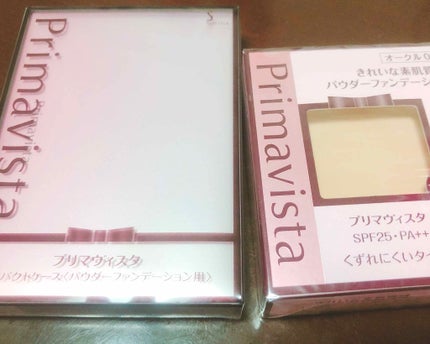 Primavista
プリマヴィスタ
パクトケース〈パウダーファンデーション用〉
オークル0
きれいな素肌
パウダーファンデーショ
Primavista
プリマヴィスタ
SPF25・PA++
くずれにくいタ